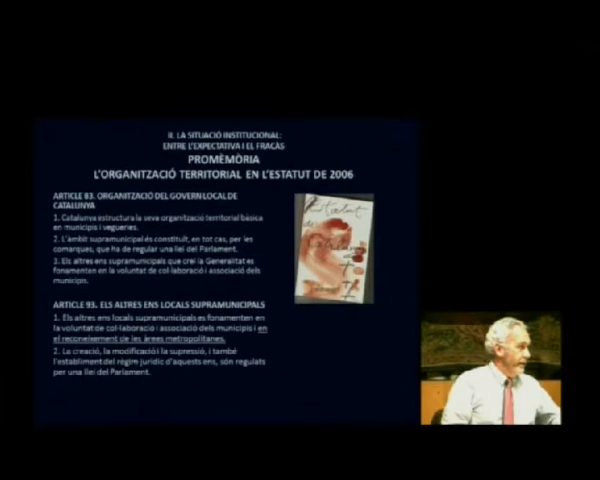 II. LA SITUACIÓ INSTITUCIONAL:
ENTRE L'EXPECTATIVA I EL FRACÀS
PROMÈMÒRIA
L'ORGANITZACIÓ TERRITORIAL EN L'ESTATUT DE 2006
ARTICLE 83. ORGANITZACIÓ DEL GOVERN LOCAL DE
CATALUNYA
1. Catalunya estructura la seva organització territorial bàsica
en municipis i vegueries.
2. L'àmbit supramunicipal és constituït, en tot cas, per les
comarques, que ha de regular una llei del Parlament.
3. Els altres ens supramunicipals que creï la Generalitat es
fonamenten en la voluntat de col·laboració i associació dels
municipis.
ARTICLE 93. ELS ALTRES ENS LOCALS SUPRAMUNICIPALS
1. Els altres ens locals supramunicipals es fonamenten en
la voluntat de col·laboració i associació dels municipis i en
el reconeixement de les àrees metropolitanes.
2. La creació, la modificació i la supressió, i també
l'establiment del règim jurídic d'aquests ens, són regulats
per una llei del Parlament.